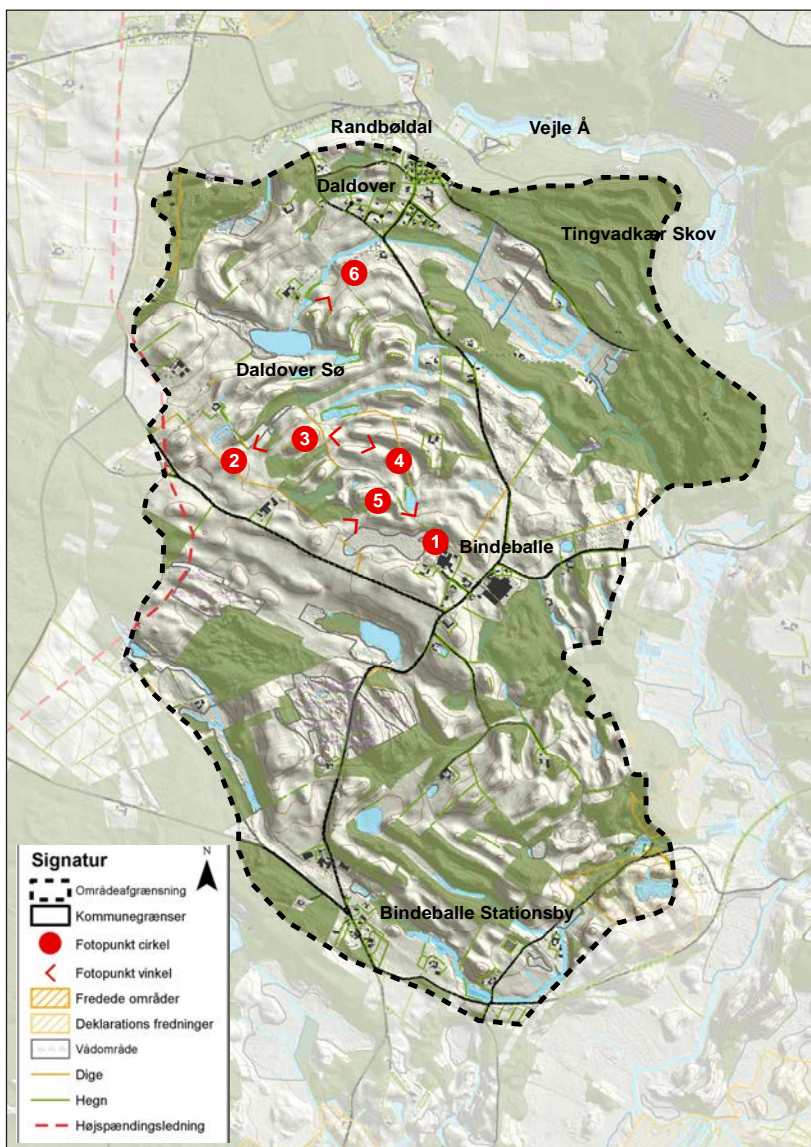 Randbøldal
Vejle Å
Daldover
Tingvadkær Skov
6
Daldover Sø
3
2
4
5
1
Bindeballe
Bindeballe Stationsby
Signatur
N
Områdeafgrænsning
Kommunegrænser
Fotopunkt cirkel
Fotopunkt vinkel
Fredede områder
Deklarations fredninger
Vådområde
Dige
Hegn
Højspændingsledning